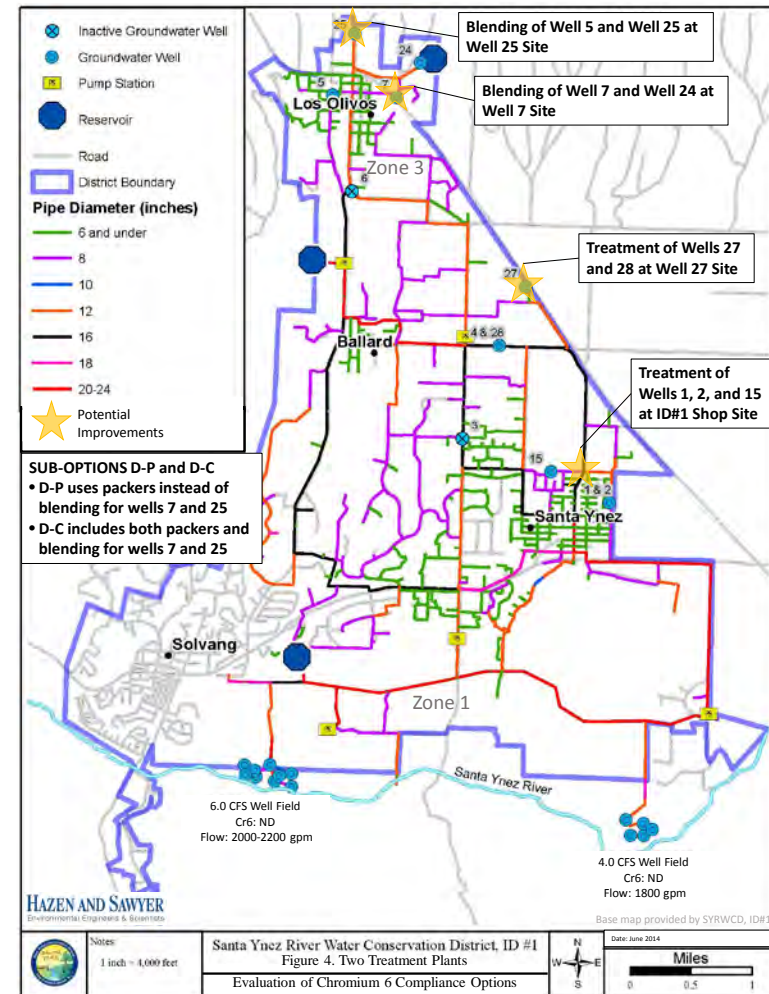 Inactive Groundwater Well
Groundwater Well
Pump Station
Reservoir
Road
District Boundary
Pipe Diameter (inches)
6 and under
8
10
12
16
18
20-24
Potential
Improvements
SUB-OPTIONS D-P and D-C
• D-P uses packers instead of
blending for wells 7 and 25
• D-C includes both packers and
blending for wells 7 and 25
Blending of Well 5 and Well 25 at
Well 25 Site
Blending of Well 7 and Well 24 at
Well 7 Site
Treatment of Wells 27
and 28 at Well 27 Site
Treatment of
Wells 1, 2, and 15
at ID#1 Shop Site
25
24
5
7
Los Olivos
Zone 3
6
27
4 & 26
Ballard
3
15
1 & 2
Santa Ynez
Solvang
Zone 1
Santa Ynez River
6.0 CFS Well Field
Cr6: ND
Flow: 2000-2200 gpm
4.0 CFS Well Field
Cr6: ND
Flow: 1800 gpm
HAZEN AND SAWYER
Environmental Engineers & Scientists
Base map provided by SYRWCD, ID#1
Notes:
1 inch ~ 4,000 feet
Santa Ynez River Water Conservation District, ID #1
Figure 4. Two Treatment Plants
Evaluation of Chromium 6 Compliance Options
N
W E
S
Date: June 2014
Miles
0 0.5 1